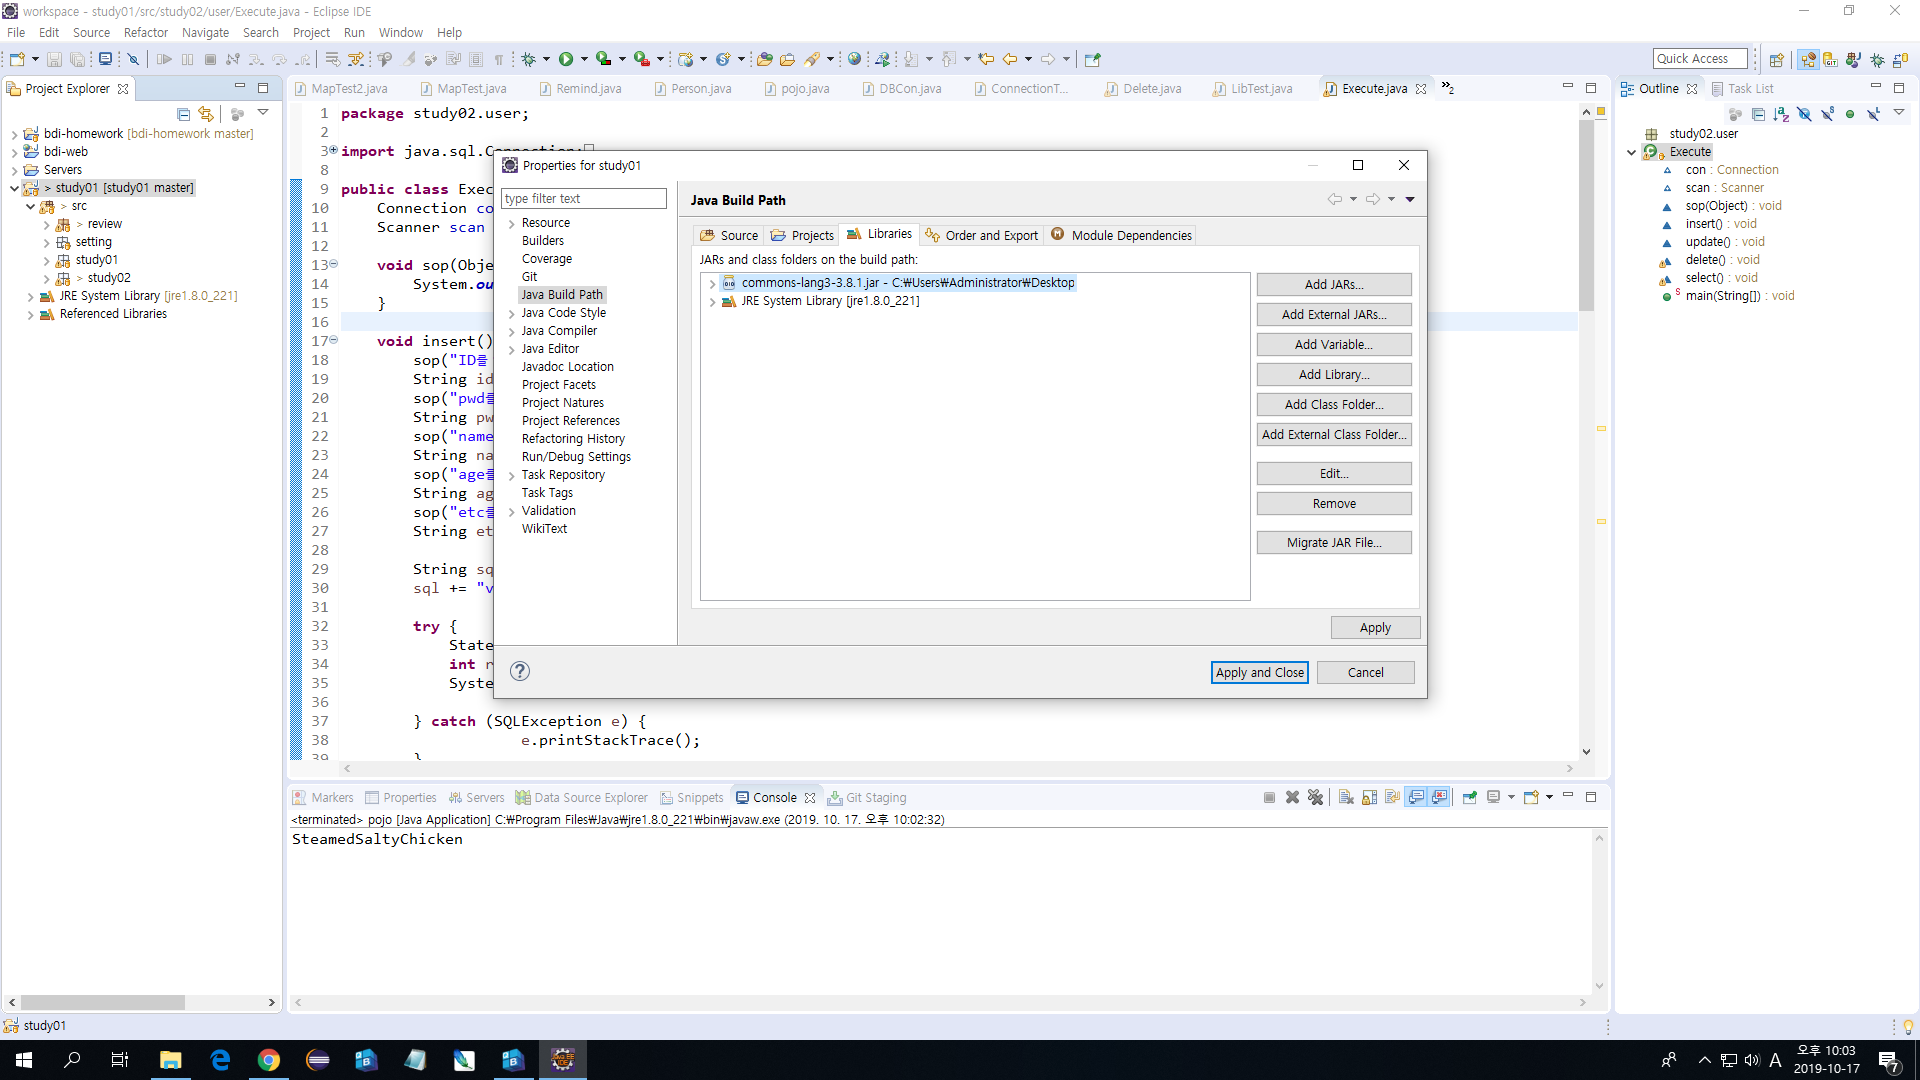 workspace - study01/src/study02/user/Execute.java - Eclipse IDE
File Edit Source Refactor Navigate Search Project Run Window Help
Quick Access
Project Explorer
bdi-homework [bdi-homework master]
bdi-web
Servers
> study01 [study01 master]
> src
> review
setting
study01
> study02
JRE System Library [jre1.8.0_221]
Referenced Libraries
MapTest2.java MapTest.java Remind.java Person.java pojo.java DBCon.java ConnectionT... Delete.java LibTest.java Execute.java »2
1 package study02.user;
2
3 import java.sql.Connection;
8
9 public class Exec
10 Connection co
11 Scanner scan
12
13 void sop(Obje
14 System.ou
15 }
16
17 void insert()
18 sop("ID를
19 String id
20 sop("pwd를
21 String pw
22 sop("name
23 String na
24 sop("age를
25 String ag
26 sop("etc를
27 String et
28
29 String sq
30 sql += "v
31
32 try {
33 State
34 int r
35 Syste
36
37 } catch (SQLException e) {
38 e.printStackTrace();
39 }
Properties for study01
type filter text
Resource
Builders
Coverage
Git
Java Build Path
Java Code Style
Java Compiler
Java Editor
Javadoc Location
Project Facets
Project Natures
Project References
Refactoring History
Run/Debug Settings
Task Repository
Task Tags
Validation
WikiText
Java Build Path
Source Projects Libraries Order and Export Module Dependencies
JARs and class folders on the build path:
commons-lang3-3.8.1.jar - C:₩Users₩Administrator₩Desktop
JRE System Library [jre1.8.0_221]
Add JARs...
Add External JARs...
Add Variable...
Add Library...
Add Class Folder...
Add External Class Folder...
Edit...
Remove
Migrate JAR File...
Apply
Apply and Close Cancel
Outline Task List
study02.user
Execute
con : Connection
scan : Scanner
sop(Object) : void
insert() : void
update() : void
delete() : void
select() : void
main(String[]) : void
Markers Properties Servers Data Source Explorer Snippets Console Git Staging
<terminated> pojo [Java Application] C:₩Program Files₩Java₩jre1.8.0_221₩bin₩javaw.exe (2019. 10. 17. 오후 10:02:32)
SteamedSaltyChicken
study01
A
오후 10:03
2019-10-17
7